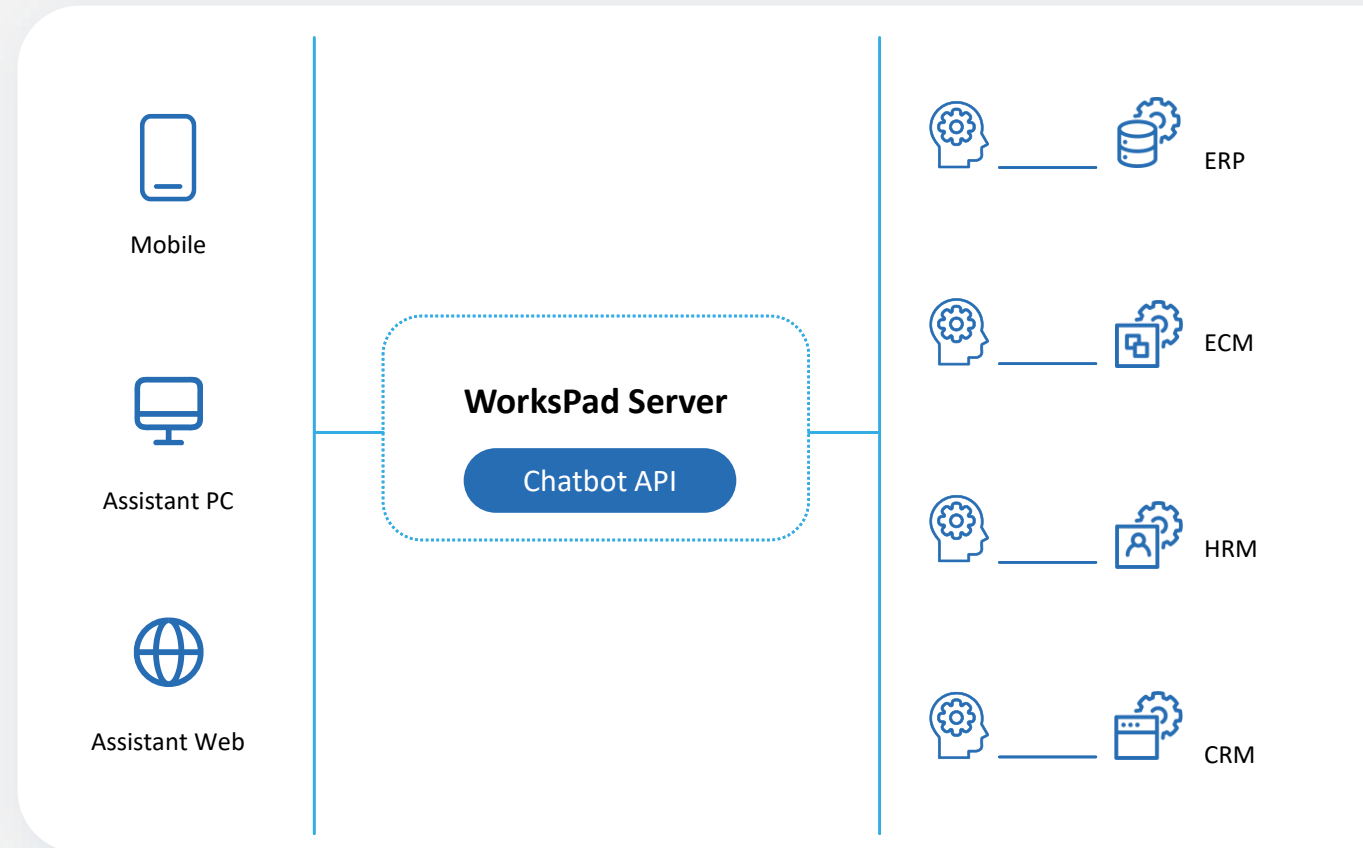 Mobile
Assistant PC
Assistant Web
WorksPad Server
Chatbot API
ERP
ECM
HRM
CRM